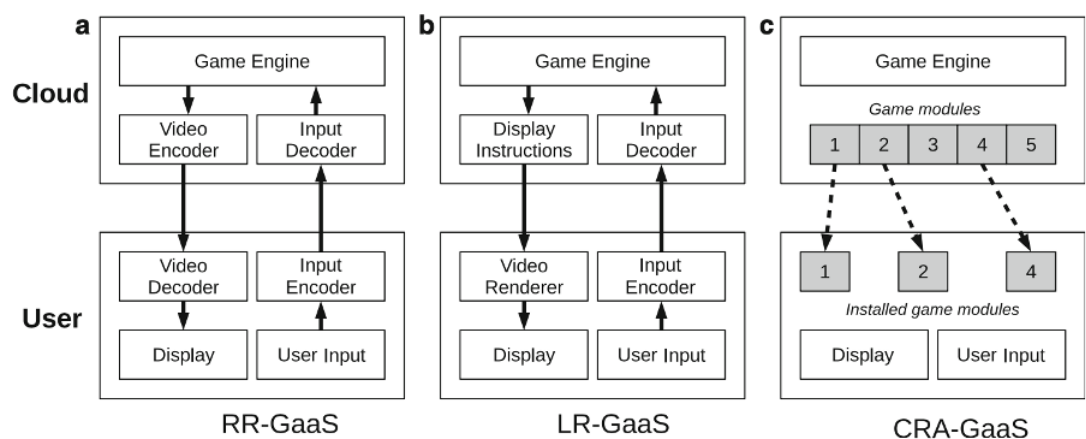 a
Cloud
Game Engine
Video
Encoder
Input
Decoder
User
Video
Decoder
Input
Encoder
Display
User Input
RR-GaaS
b
Game Engine
Display
Instructions
Input
Decoder
Video
Renderer
Input
Encoder
Display
User Input
LR-GaaS
c
Game Engine
Game modules
1 2 3 4 5
1 2 4
Installed game modules
Display
User Input
CRA-GaaS